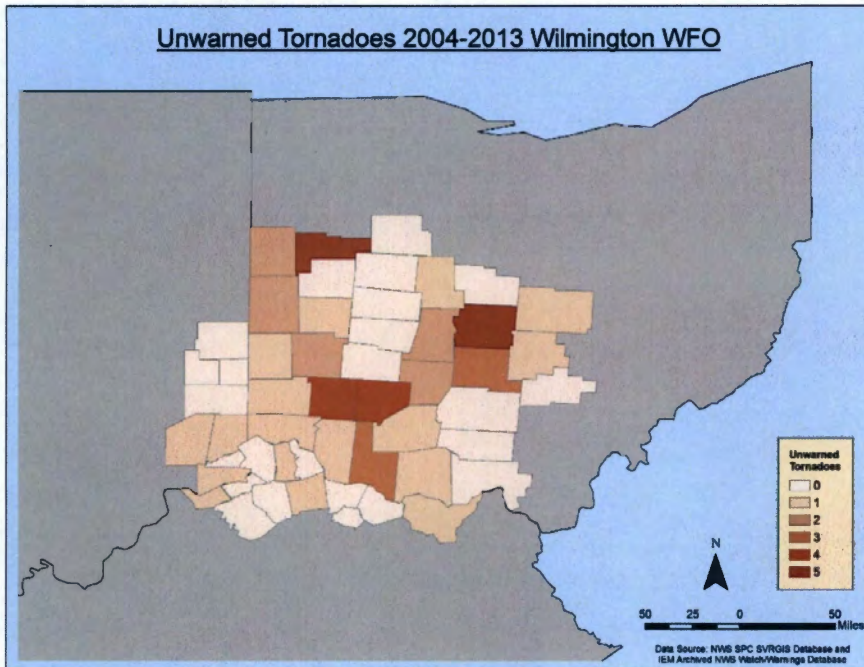 Unwarned Tornadoes 2004-2013 Wilmington WFO
Unwarned
Tornadoes
0
1
2
3
4
5
N
50 25 0 50
Miles
Data Source: NWS SPC SVRGIS Database and
IEM Archived NWS Watch/Warnings Database